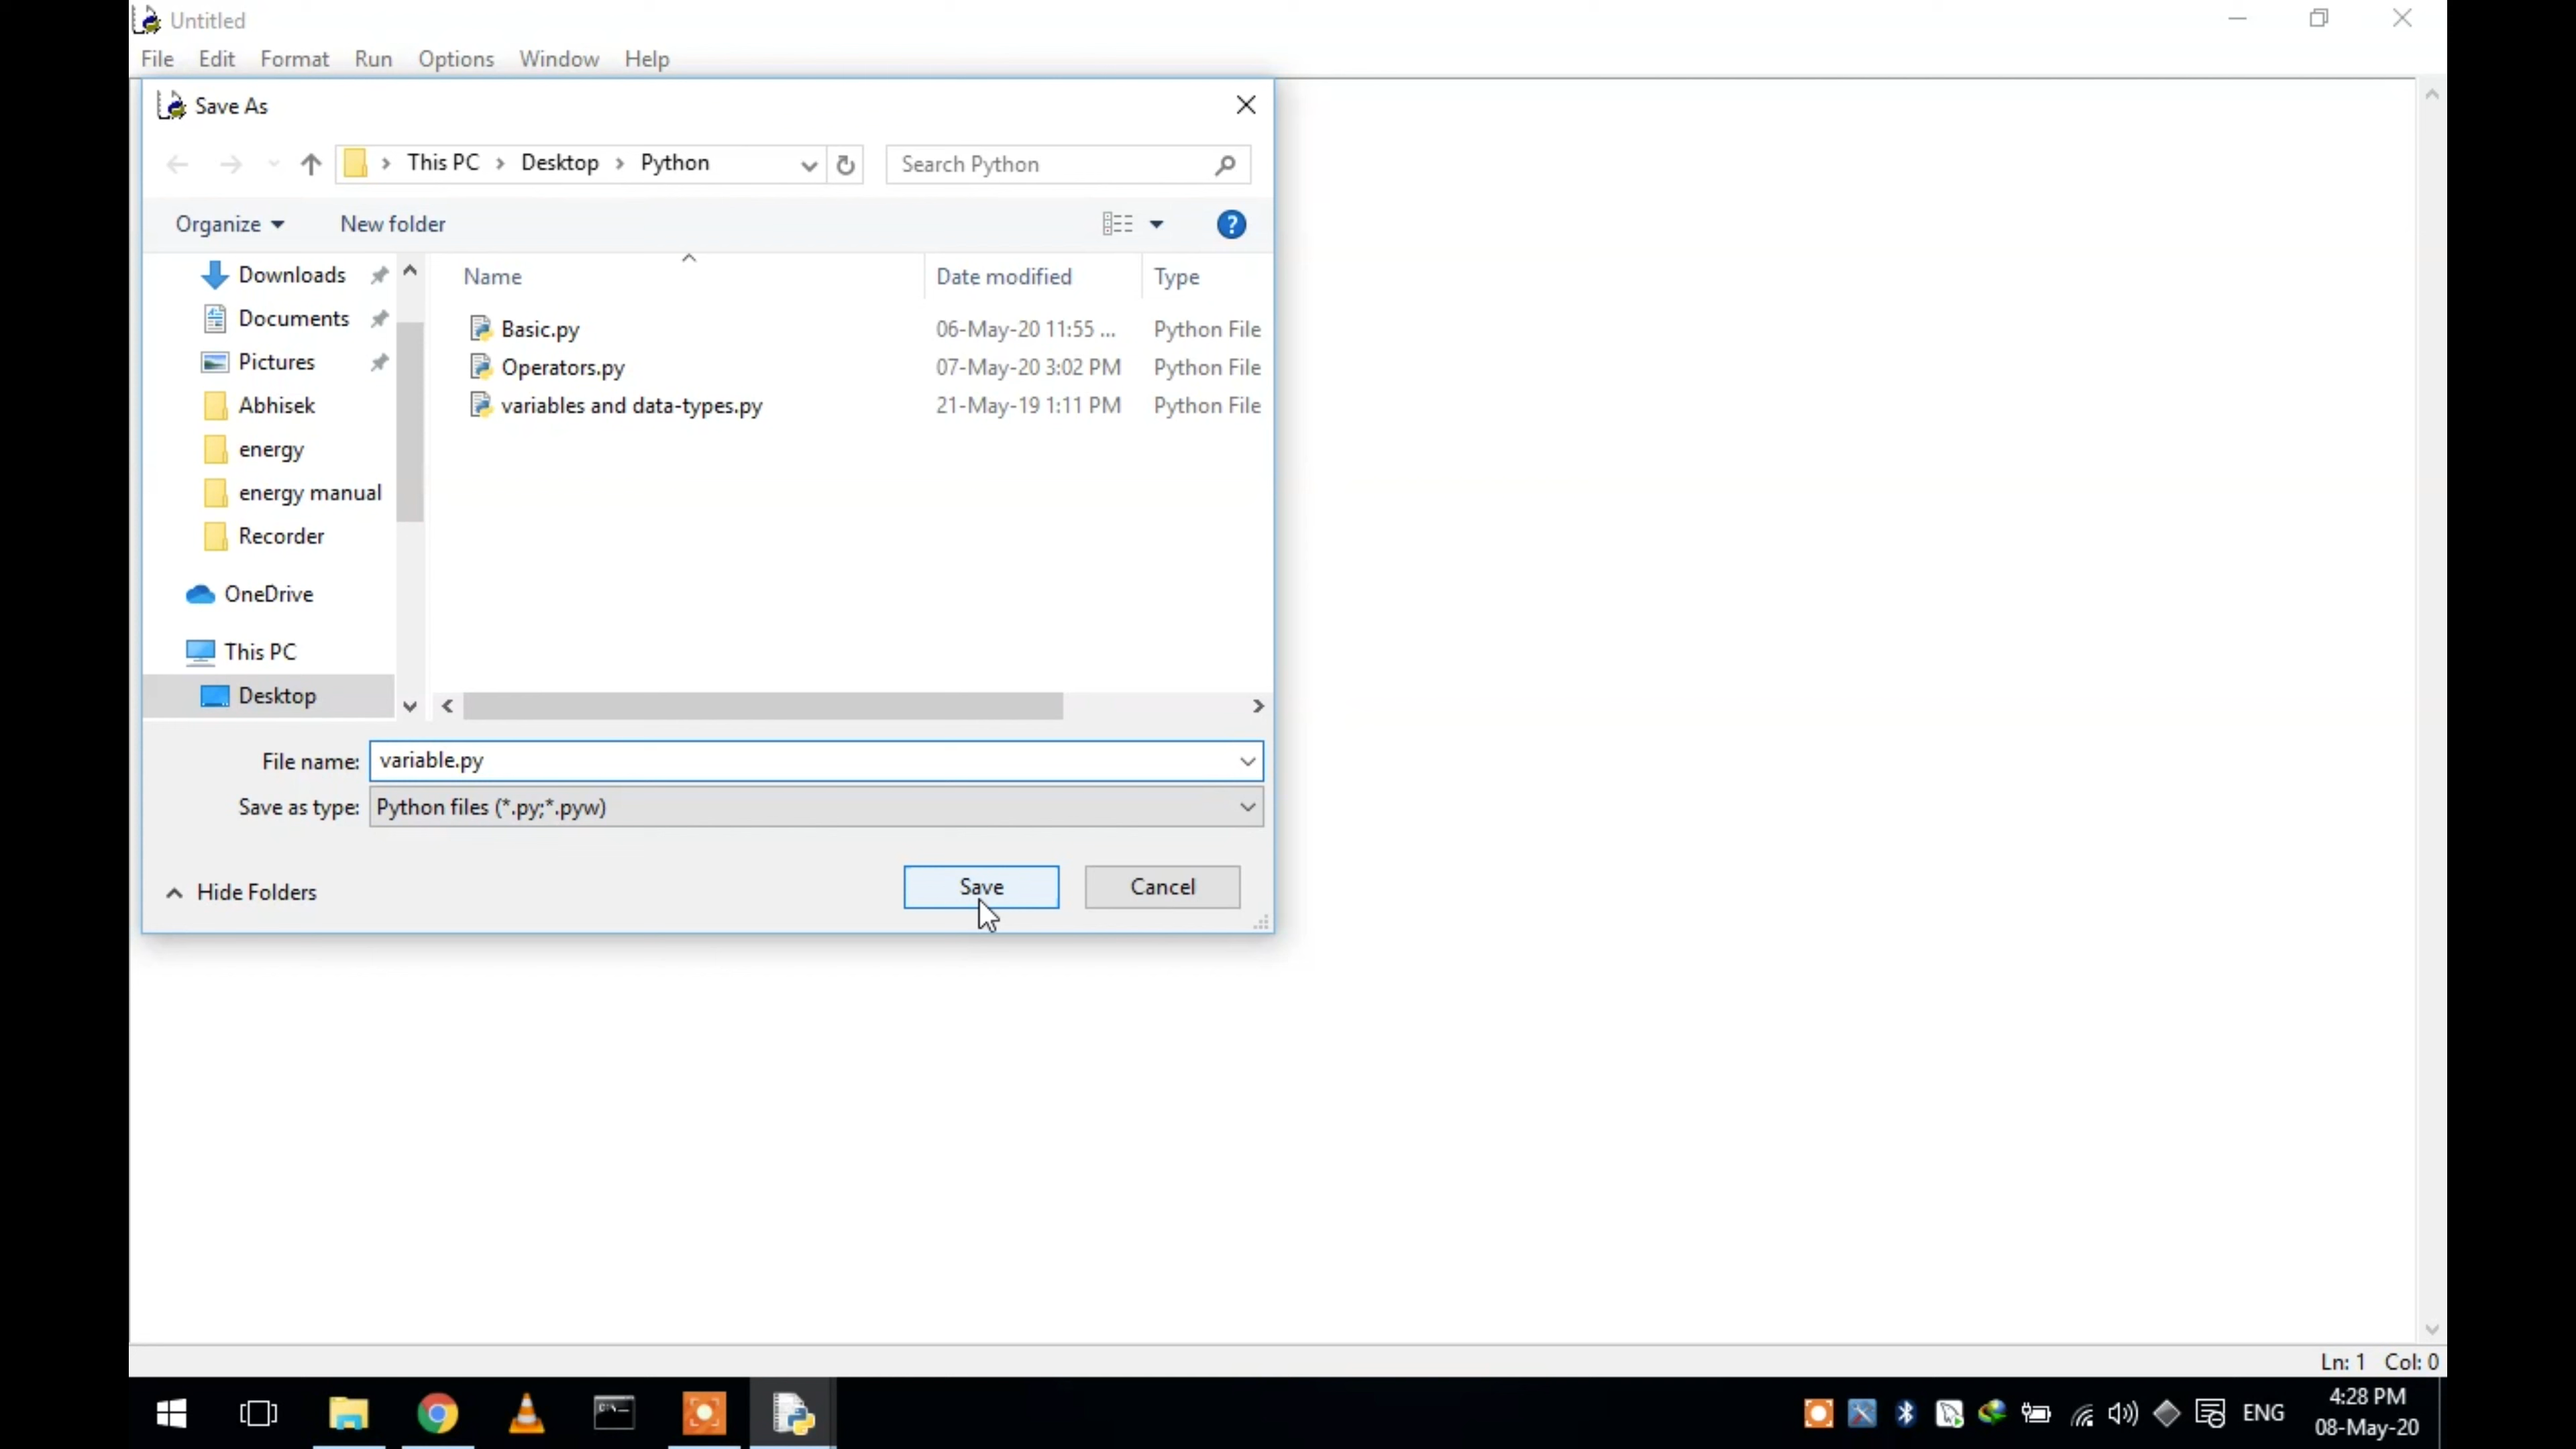 Untitled
File Edit Format Run Options Window Help
Save As
This PC > Desktop > Python
Search Python
Organize
New folder
Name Date modified Type
Downloads
Documents
Pictures
Abhisek
energy
energy manual
Recorder
OneDrive
This PC
Desktop
Basic.py 06-May-20 11:55 ... Python File
Operators.py 07-May-20 3:02 PM Python File
variables and data-types.py 21-May-19 1:11 PM Python File
File name: variable.py
Save as type: Python files (*.py;*.pyw)
Hide Folders
Save
Cancel
Ln: 1 Col: 0
ENG
4:28 PM
08-May-20